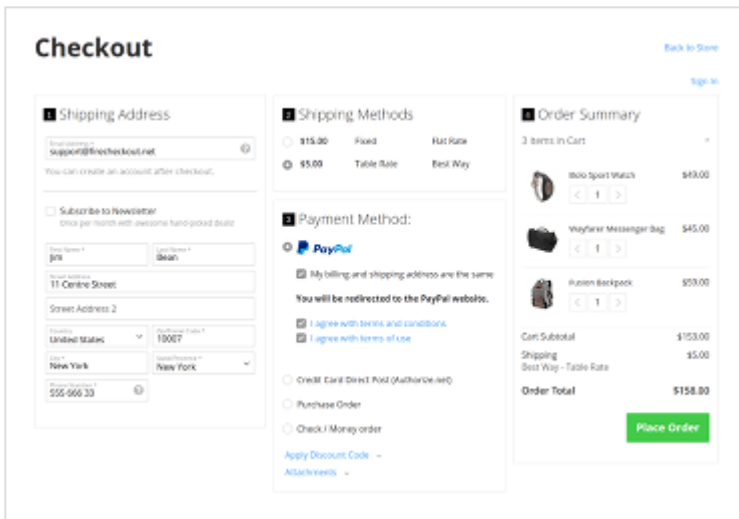 Checkout
Back to Store
Sign In
1 Shipping Address
Email Address *
support@firecheckout.net
You can create an account after checkout.
Subscribe to Newsletter
Once per month with awesome hand-picked deals!
First Name *
Jim
Last Name *
Bean
Street Address
11 Centre Street
Street Address 2
Country
United States
Zip/Postal Code *
10007
City *
New York
State/Province *
New York
Phone Number *
555-666 33
2 Shipping Methods
$15.00 Fixed Flat Rate
$5.00 Table Rate Best Way
3 Payment Method:
PayPal
My billing and shipping address are the same
You will be redirected to the PayPal website.
I agree with terms and conditions
I agree with terms of use
Credit Card Direct Post (Authorize.net)
Purchase Order
Check / Money order
Apply Discount Code
Attachments
4 Order Summary
3 Items in Cart
Bolo Sport Watch $49.00
< 1 >
Wayfarer Messenger Bag $45.00
< 1 >
Fusion Backpack $59.00
< 1 >
Cart Subtotal $153.00
Shipping $5.00
Best Way - Table Rate
Order Total $158.00
Place Order